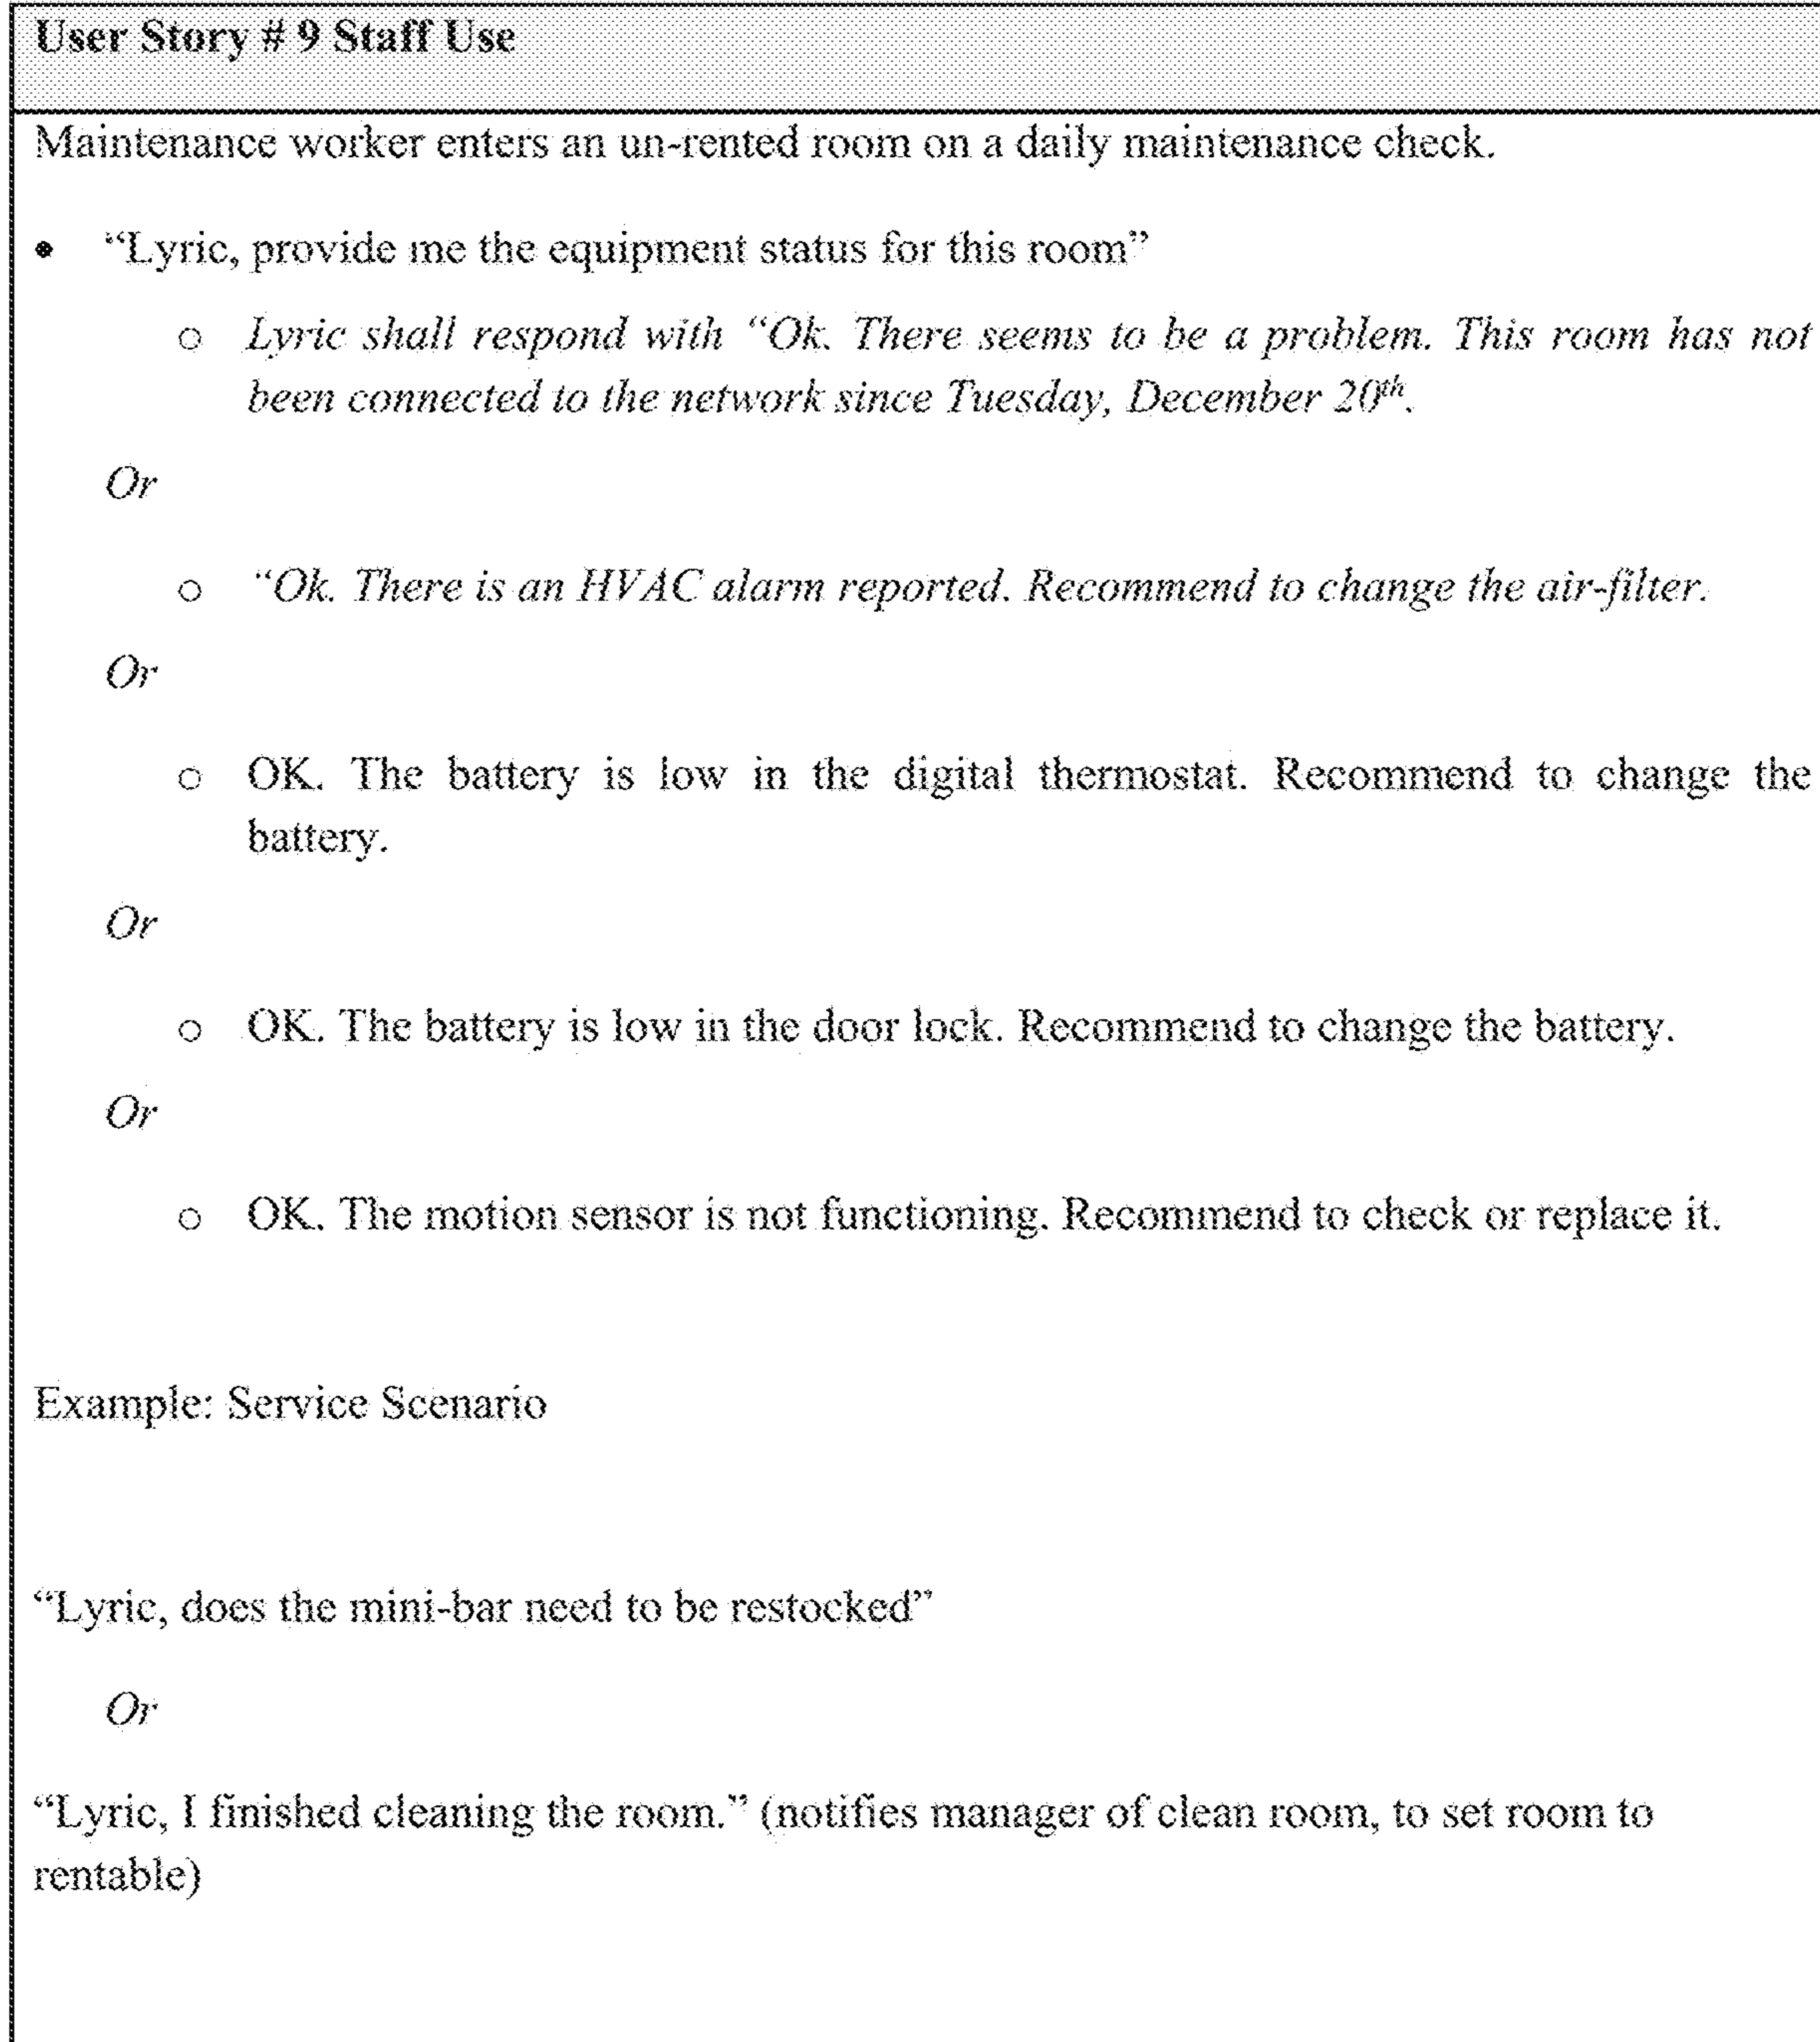 User Story # 9 Staff Use
Maintenance worker enters an un-rented room on a daily maintenance check.
• “Lyric, provide me the equipment status for this room”
o Lyric shall respond with “Ok. There seems to be a problem. This room has not
been connected to the network since Tuesday, December 20th.
Or
o “Ok. There is an HVAC alarm reported. Recommend to change the air-filter.
Or
o OK. The battery is low in the digital thermostat. Recommend to change the
battery.
Or
o OK. The battery is low in the door lock. Recommend to change the battery.
Or
o OK. The motion sensor is not functioning. Recommend to check or replace it.
Example: Service Scenario
“Lyric, does the mini-bar need to be restocked”
Or
“Lyric, I finished cleaning the room.” (notifies manager of clean room, to set room to
rentable)